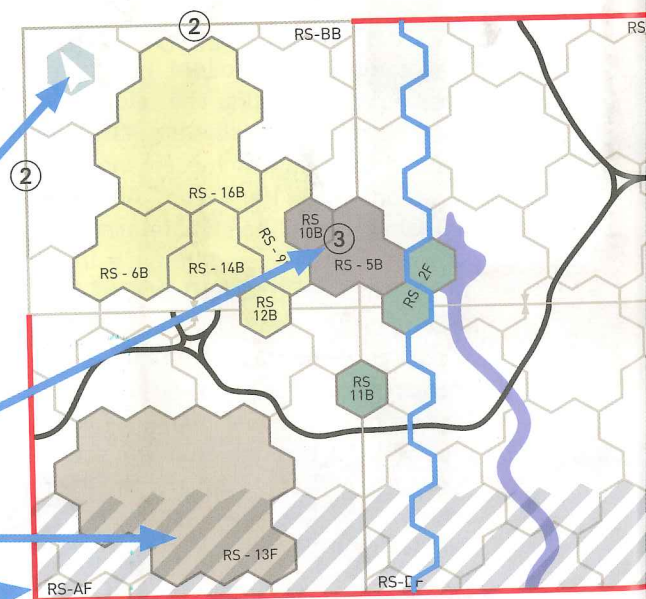 2
RS-BB
RS
2
RS - 16B
RS
10B
3
RS - 9
RS - 6B
RS - 14B
RS - 5B
RS 2F
RS
12B
RS
11B
RS - 13F
RS-AF